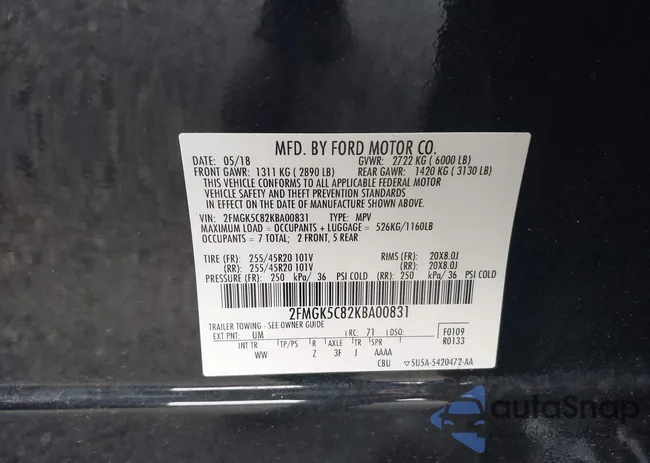 MFD. BY FORD MOTOR CO.
DATE: 05/18 GVWR: 2722 KG ( 6000 LB)
FRONT GAWR: 1311 KG ( 2890 LB) REAR GAWR: 1420 KG ( 3130 LB)
THIS VEHICLE CONFORMS TO ALL APPLICABLE FEDERAL MOTOR
VEHICLE SAFETY AND THEFT PREVENTION STANDARDS IN
EFFECT ON THE DATE OF MANUFACTURE SHOWN ABOVE.
VIN: 2FMGK5C82KBA00831 TYPE: MPV
MAXIMUM LOAD = OCCUPANTS + LUGGAGE = 526KG/1160LB
OCCUPANTS = 7 TOTAL; 2 FRONT, 5 REAR
TIRE (FR): 255/45R20 101V RIMS (FR): 20X8.0J
(RR): 255/45R20 101V (RR): 20X8.0J
PRESSURE (FR): 250 kPa/ 36 PSI COLD (RR): 250 kPa/ 36 PSI COLD
2FMGK5C82KBA00831
TRAILER TOWING - SEE OWNER GUIDE
EXT PNT: UM RC: 71 DSO: F0109
R0133
INT TR TP/PS R AXLE TR SPR
WW 2 3F J AAAA
CBU ▽5U5A-5420472-AA
autoSnap